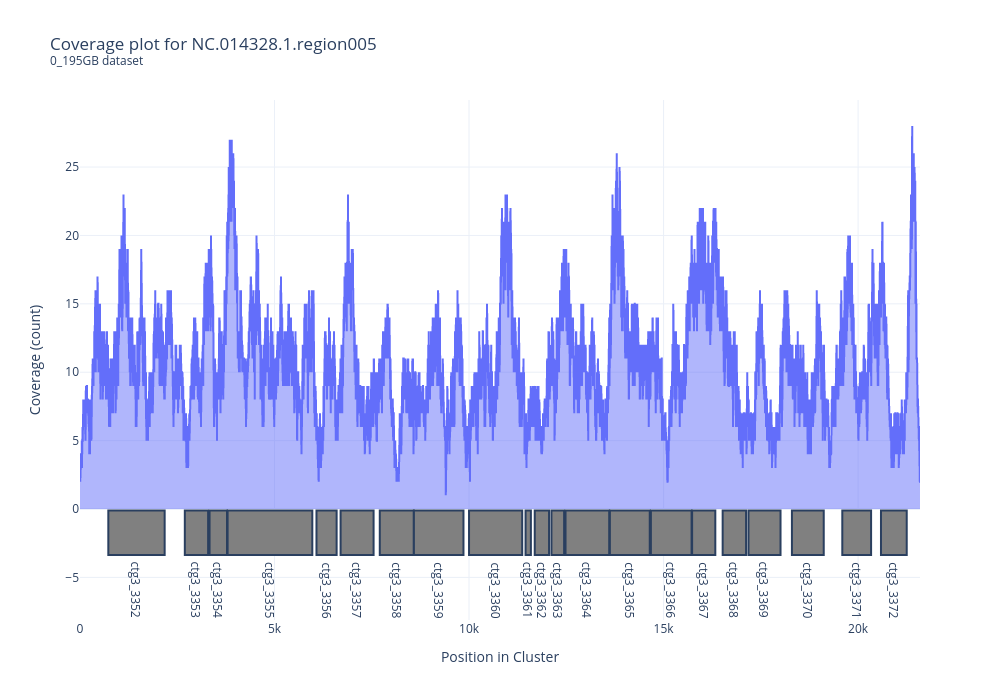 Coverage plot for NC.014328.1.region005
0_195GB dataset
25
20
15
10
5
0
−5
Coverage (count)
ctg3_3352
ctg3_3353
ctg3_3354
ctg3_3355
ctg3_3356
ctg3_3357
ctg3_3358
ctg3_3359
ctg3_3360
ctg3_3361
ctg3_3362
ctg3_3363
ctg3_3364
ctg3_3365
ctg3_3366
ctg3_3367
ctg3_3368
ctg3_3369
ctg3_3370
ctg3_3371
ctg3_3372
0
5k
10k
15k
20k
Position in Cluster